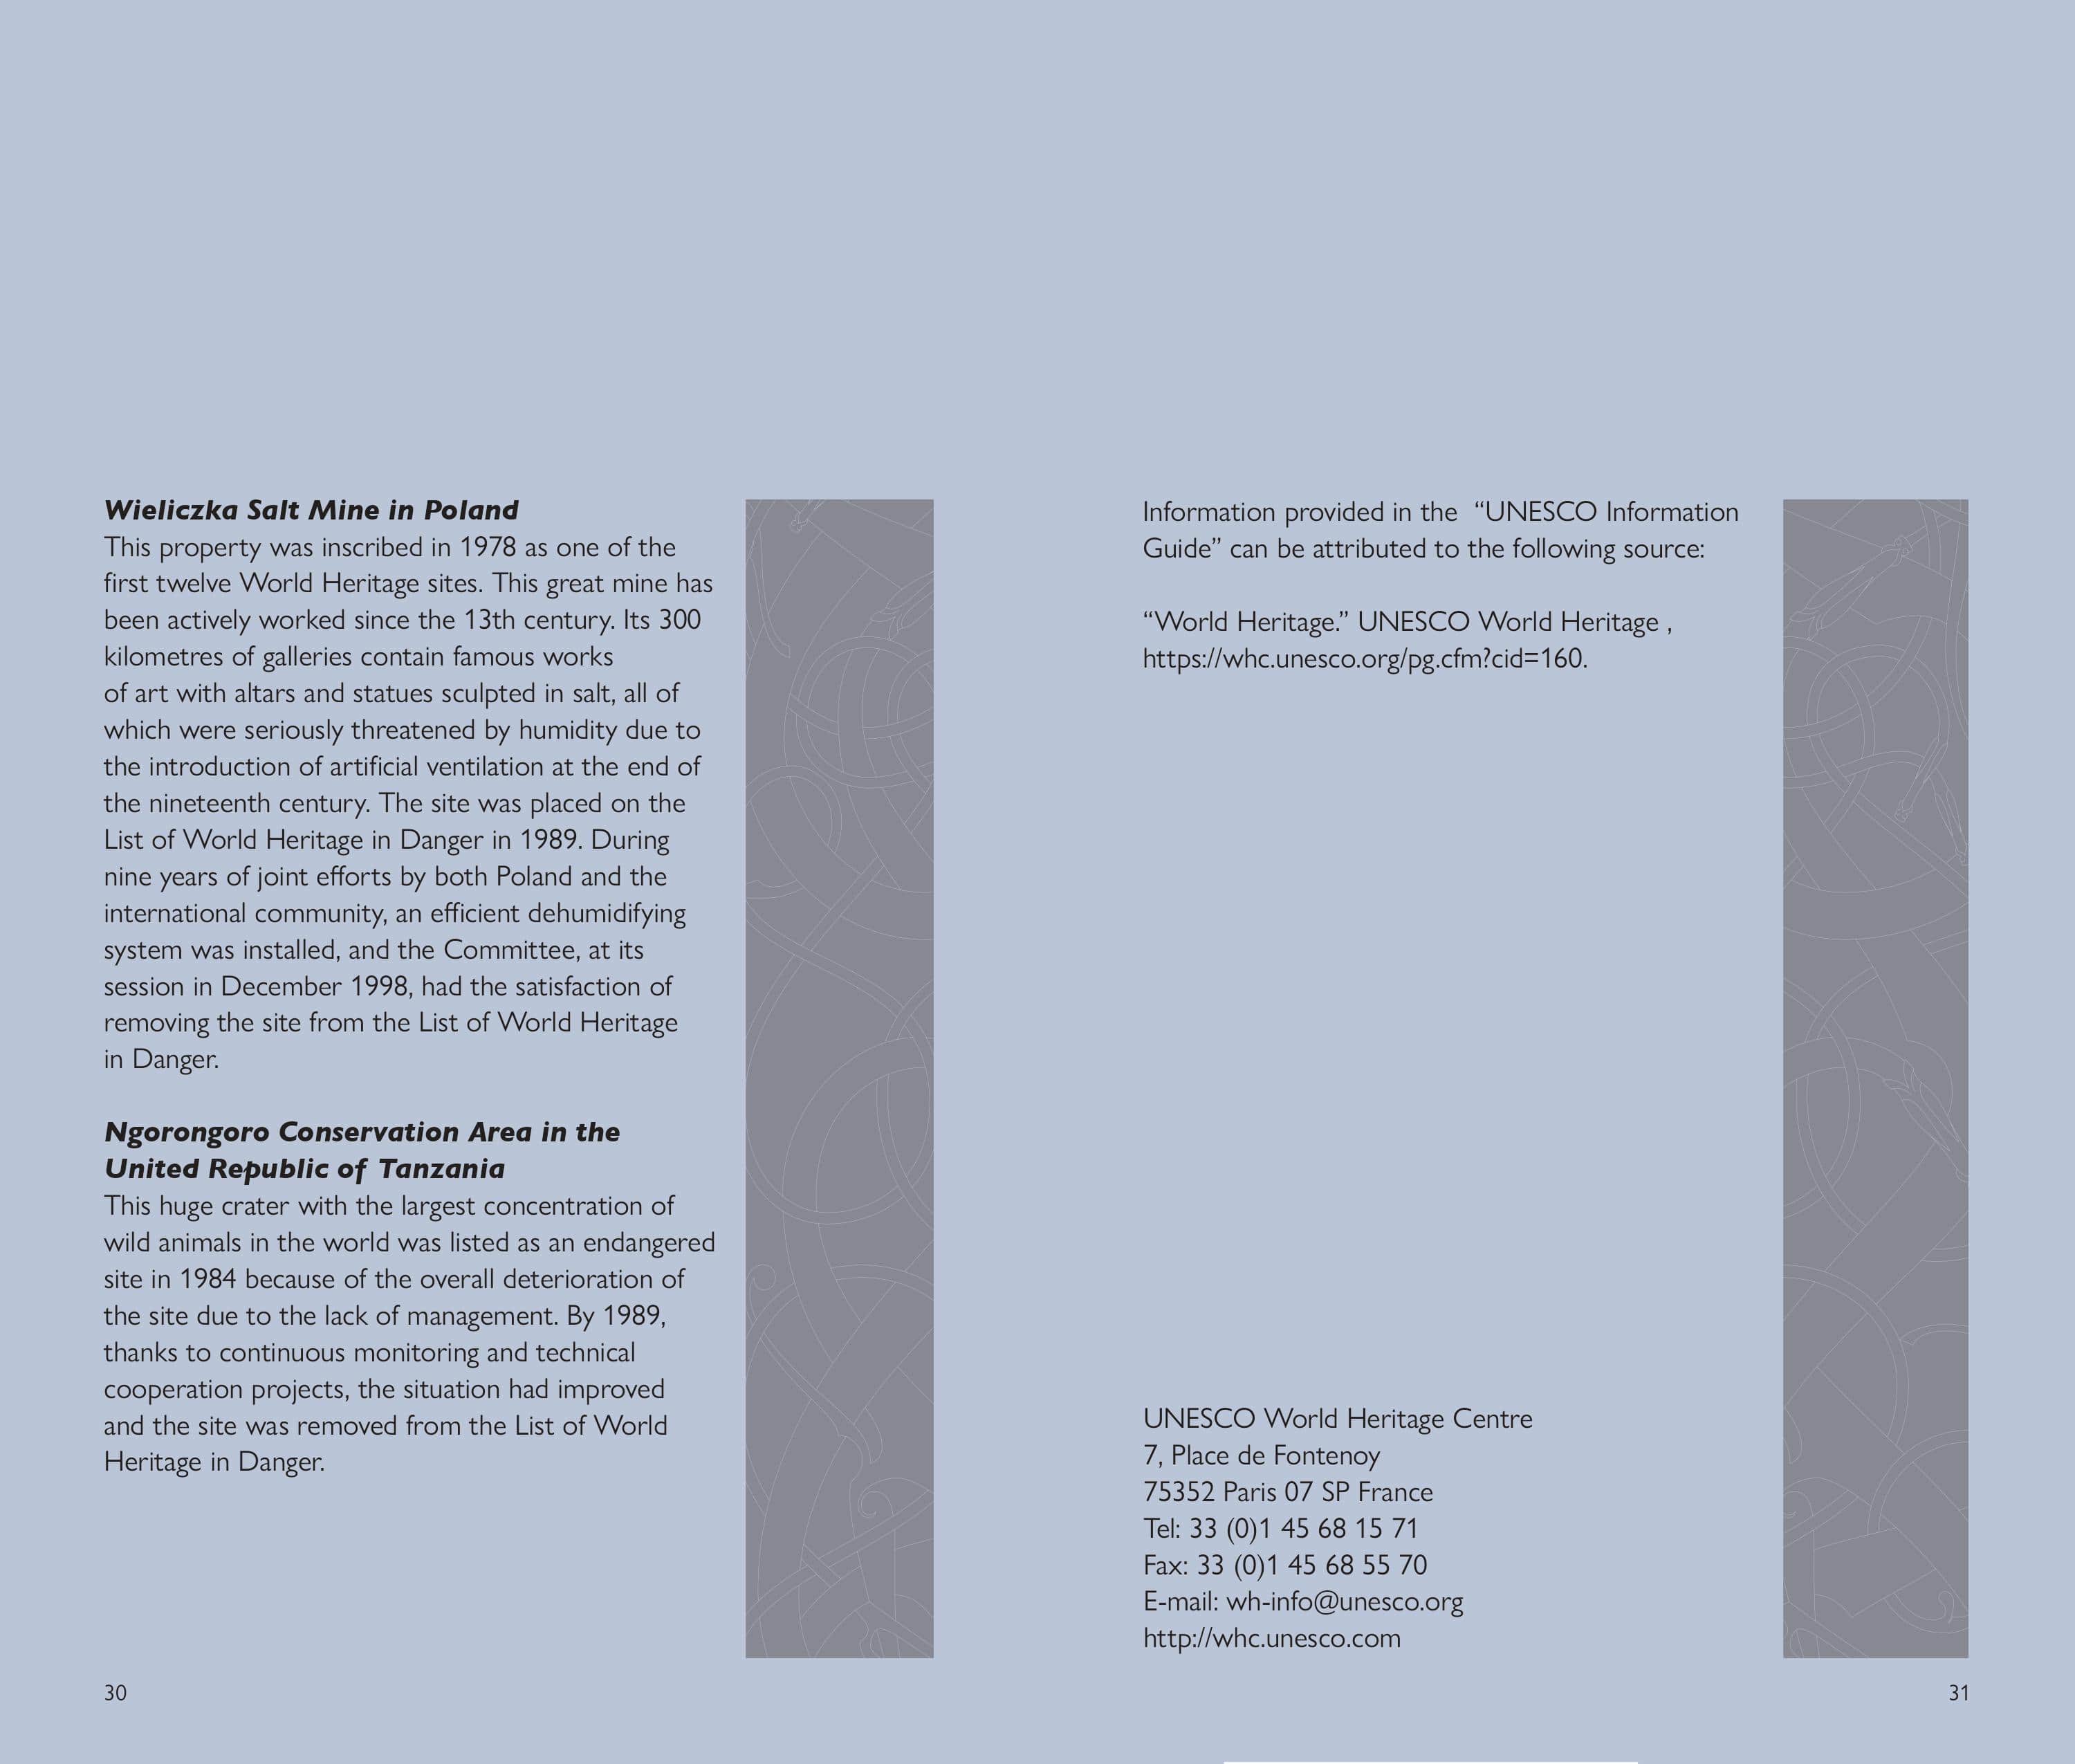 Wieliczka Salt Mine in Poland
This property was inscribed in 1978 as one of the
first twelve World Heritage sites. This great mine has
been actively worked since the 13th century. Its 300
kilometres of galleries contain famous works
of art with altars and statues sculpted in salt, all of
which were seriously threatened by humidity due to
the introduction of artificial ventilation at the end of
the nineteenth century. The site was placed on the
List of World Heritage in Danger in 1989. During
nine years of joint efforts by both Poland and the
international community, an efficient dehumidifying
system was installed, and the Committee, at its
session in December 1998, had the satisfaction of
removing the site from the List of World Heritage
in Danger.
Ngorongoro Conservation Area in the
United Republic of Tanzania
This huge crater with the largest concentration of
wild animals in the world was listed as an endangered
site in 1984 because of the overall deterioration of
the site due to the lack of management. By 1989,
thanks to continuous monitoring and technical
cooperation projects, the situation had improved
and the site was removed from the List of World
Heritage in Danger.
30
Information provided in the  “UNESCO Information
Guide” can be attributed to the following source:
“World Heritage.” UNESCO World Heritage ,
https://whc.unesco.org/pg.cfm?cid=160.
UNESCO World Heritage Centre
7, Place de Fontenoy
75352 Paris 07 SP France
Tel: 33 (0)1 45 68 15 71
Fax: 33 (0)1 45 68 55 70
E-mail: wh-info@unesco.org
http://whc.unesco.com
31